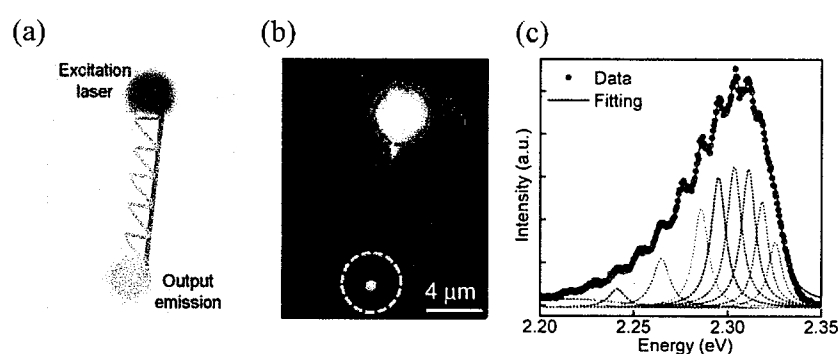 (a)
Excitation
laser
Output
emission
(b)
4 μm
(c)
Data
Fitting
Intensity (a.u.)
2.20
2.25
2.30
2.35
Energy (eV)